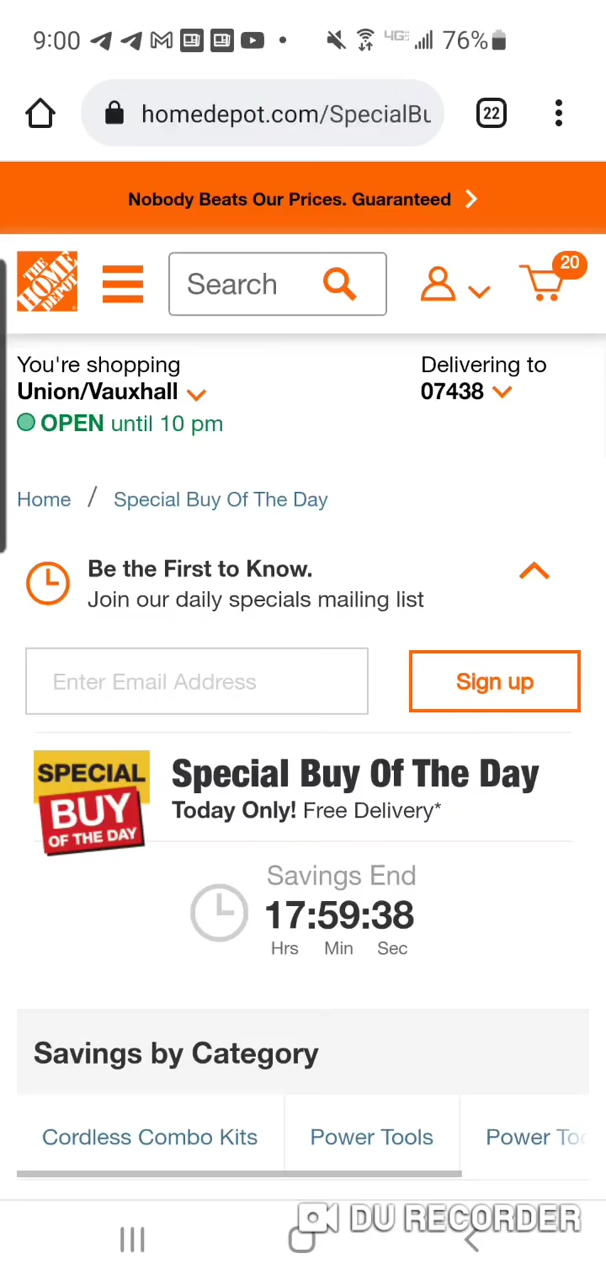 9:00 4GE 76%
homedepot.com/SpecialBu 22
Nobody Beats Our Prices. Guaranteed
THE HOME DEPOT Search 20
You're shopping Delivering to
Union/Vauxhall 07438
OPEN until 10 pm
Home / Special Buy Of The Day
Be the First to Know.
Join our daily specials mailing list
Enter Email Address Sign up
SPECIAL
BUY
OF THE DAY
Special Buy Of The Day
Today Only! Free Delivery*
Savings End
17:59:38
Hrs Min Sec
Savings by Category
Cordless Combo Kits Power Tools Power Too
DU RECORDER